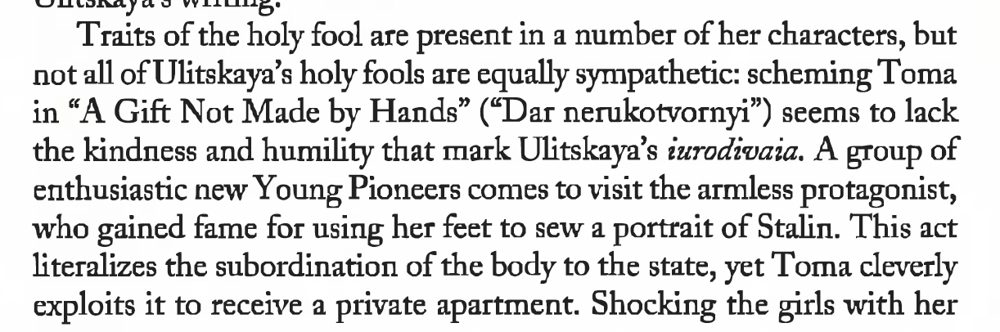 Ulitskaya's writing.
Traits of the holy fool are present in a number of her characters, but
not all of Ulitskaya's holy fools are equally sympathetic: scheming Toma
in “A Gift Not Made by Hands” (“Dar nerukotvornyi”) seems to lack
the kindness and humility that mark Ulitskaya's iurodivaia. A group of
enthusiastic new Young Pioneers comes to visit the armless protagonist,
who gained fame for using her feet to sew a portrait of Stalin. This act
literalizes the subordination of the body to the state, yet Toma cleverly
exploits it to receive a private apartment. Shocking the girls with her